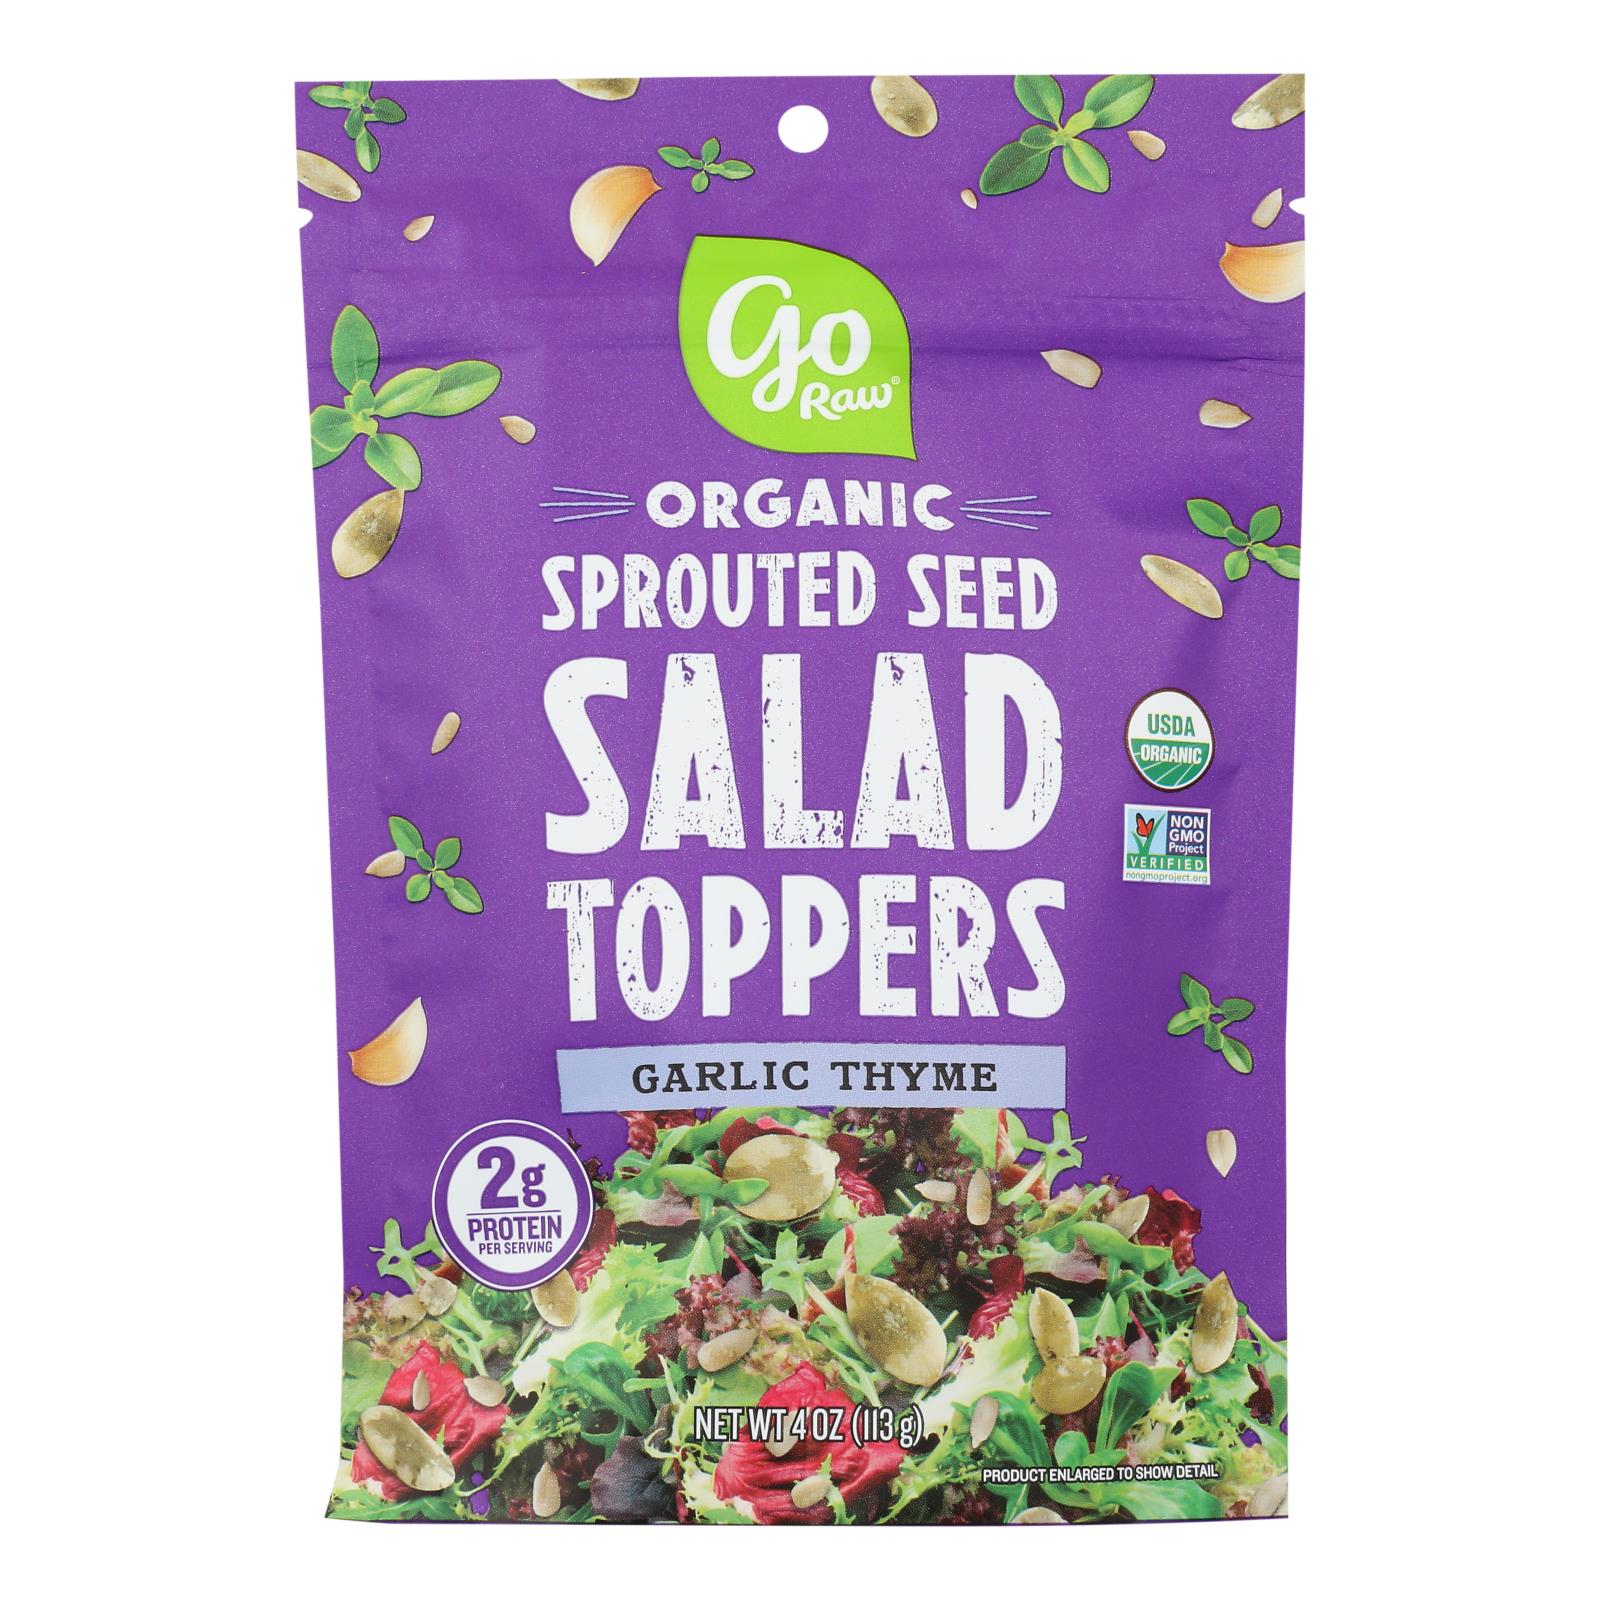 go
Raw®
ORGANIC
SPROUTED SEED
SALAD
TOPPERS
GARLIC THYME
USDA
ORGANIC
NON
GMO
Project
VERIFIED
nongmoproject.org
2g
PROTEIN
PER SERVING
NET WT 4 OZ (113 g)
PRODUCT ENLARGED TO SHOW DETAIL